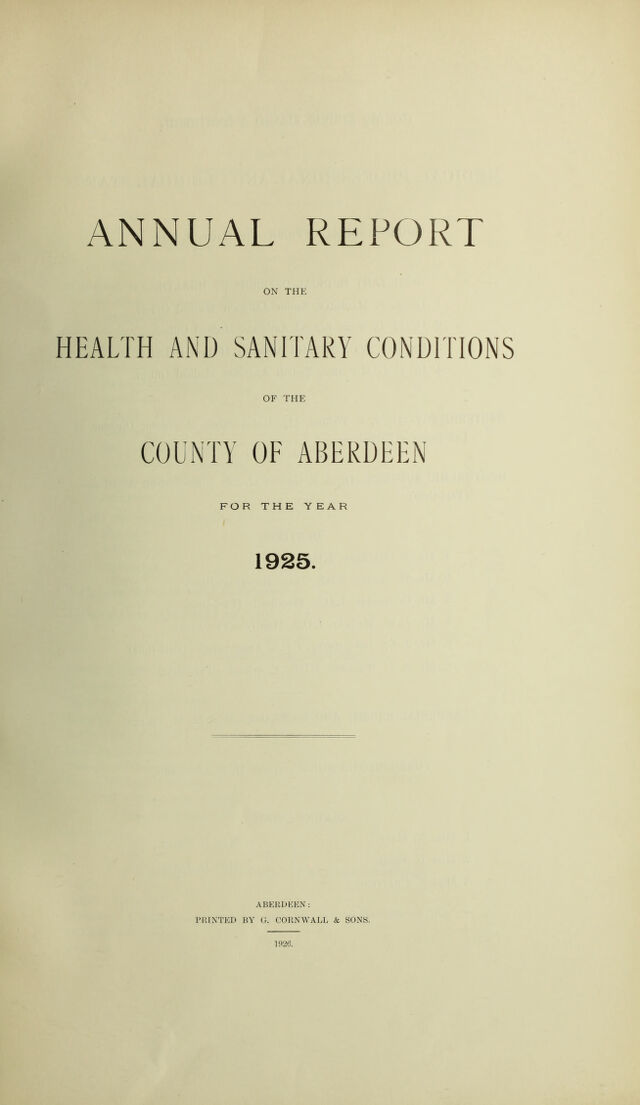 ANNUAL REPORT
ON THE
HEALTH AND SANITARY CONDITIONS
OF THE
COUNTY OF ABERDEEN
FOR THE YEAR
1925.
ABERDEEN:
PRINTED BY G. CORNWALL & SONS.
1926.